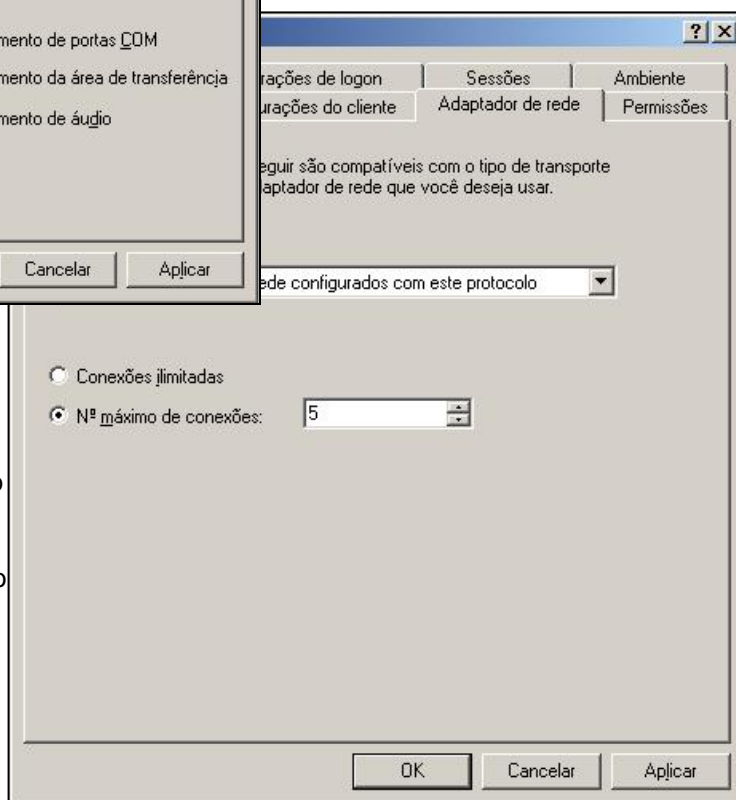 mento de portas COM
mento da área de transferência
mento de áudio
Cancelar Aplicar
? X
rações de logon Sessões Ambiente
urações do cliente Adaptador de rede Permissões
eguir são compatíveis com o tipo de transporte
aptador de rede que você deseja usar.
ede configurados com este protocolo
Conexões ilimitadas
Nº máximo de conexões: 5
o
o
OK Cancelar Aplicar